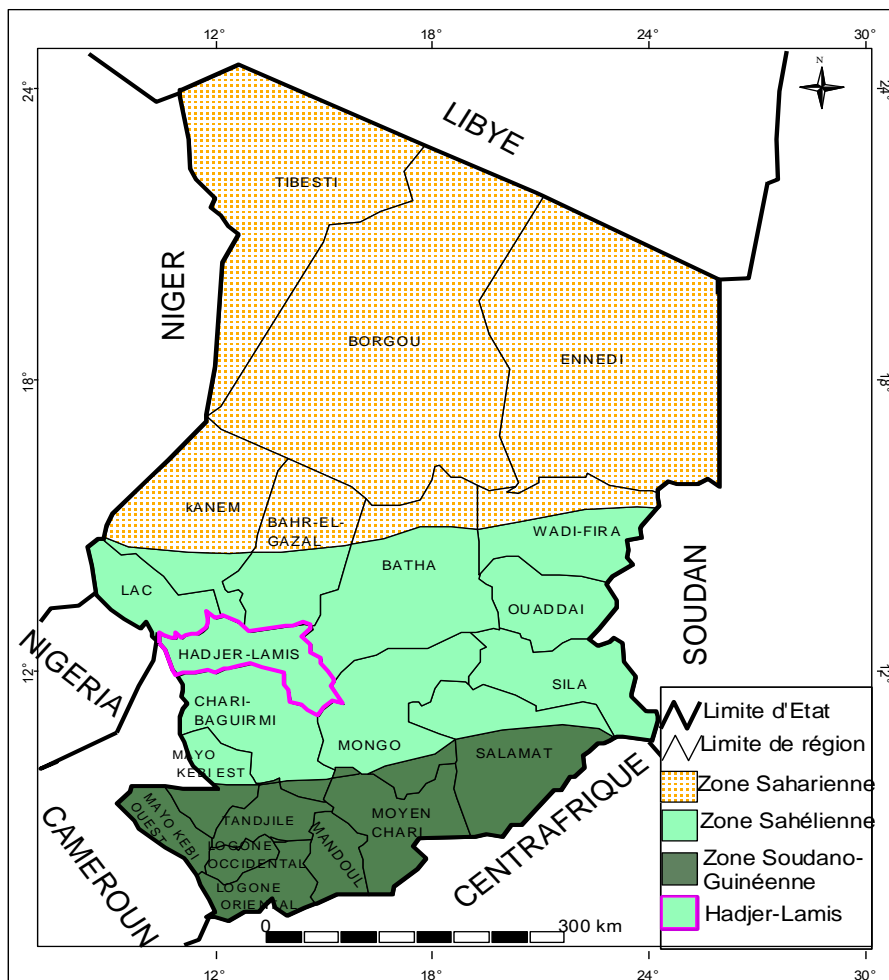 12°
18°
24°
30°
N
24°
24°
LIBYE
TIBESTI
NIGER
BORGOU
ENNEDI
18°
18°
kANEM
BAHR-EL-
GAZAL
WADI-FIRA
BATHA
SOUDAN
LAC
OUADDAI
NIGERIA
HADJER-LAMIS
12°
12°
SILA
CHARI-
BAGUIRMI
MONGO
SALAMAT
MAYO
KEBI EST
CENTRAFRIQUE
CAMEROUN
MAYO KEBI
OUEST
TANDJILE
MOYEN
CHARI
MANDOUL
LOGONE
OCCIDENTAL
LOGONE
ORIENTAL
0
300 km
Limite d'Etat
Limite de région
Zone Saharienne
Zone Sahélienne
Zone Soudano-
Guinéenne
Hadjer-Lamis
12°
18°
24°
30°